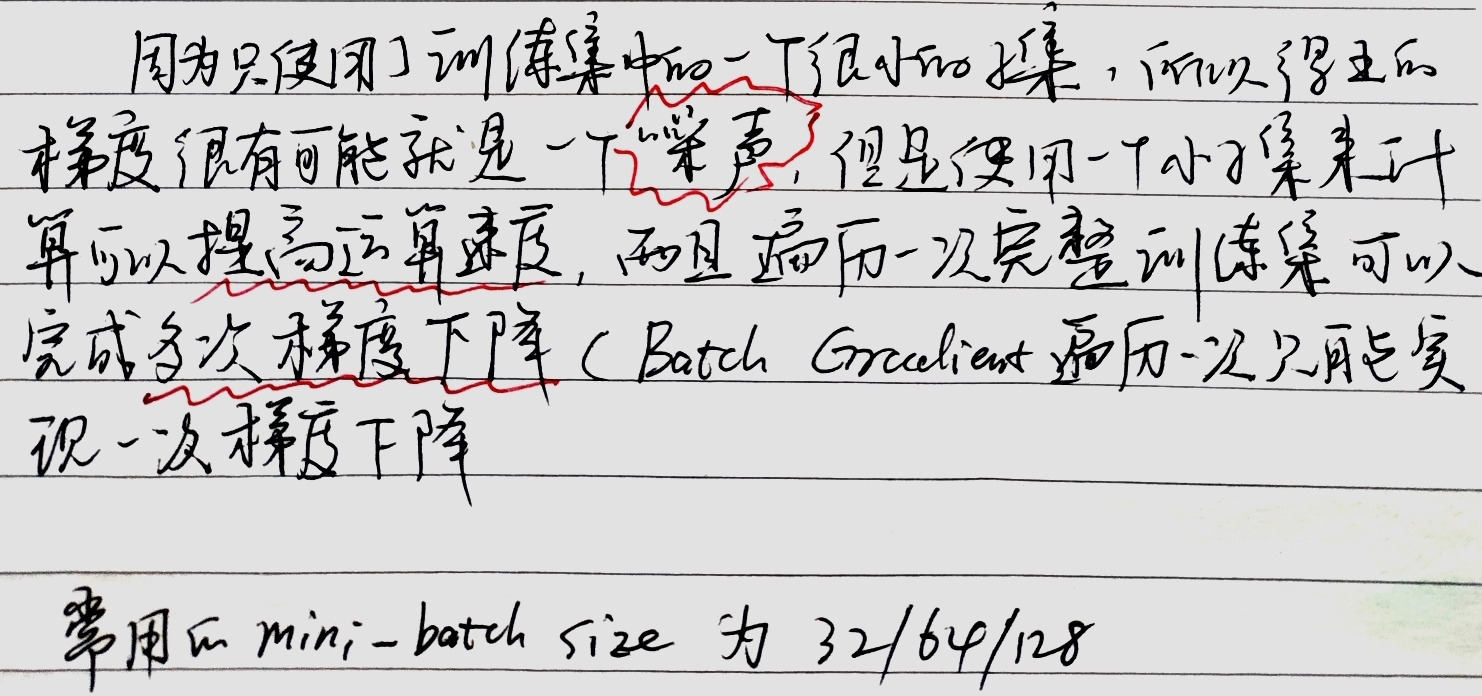 因为只使用了训练集中的一个很小的子集，所以得出的
梯度很有可能就是一个噪声，但是使用一个小子集来计
算可以提高运算速度，而且遍历一次完整训练集可以
完成多次梯度下降（Batch Gradient 遍历一次只能实
现一次梯度下降
常用的 mini-batch size 为 32/64/128